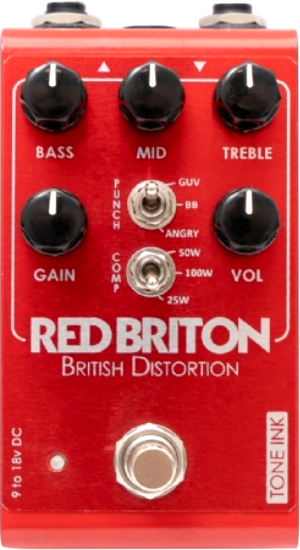 BASS MID TREBLE
PUNCH
GUV
BB
ANGRY
GAIN
VOL
COMP
50W
100W
25W
RED BRITON
BRITISH DISTORTION
9 to 18v DC
TONE INK